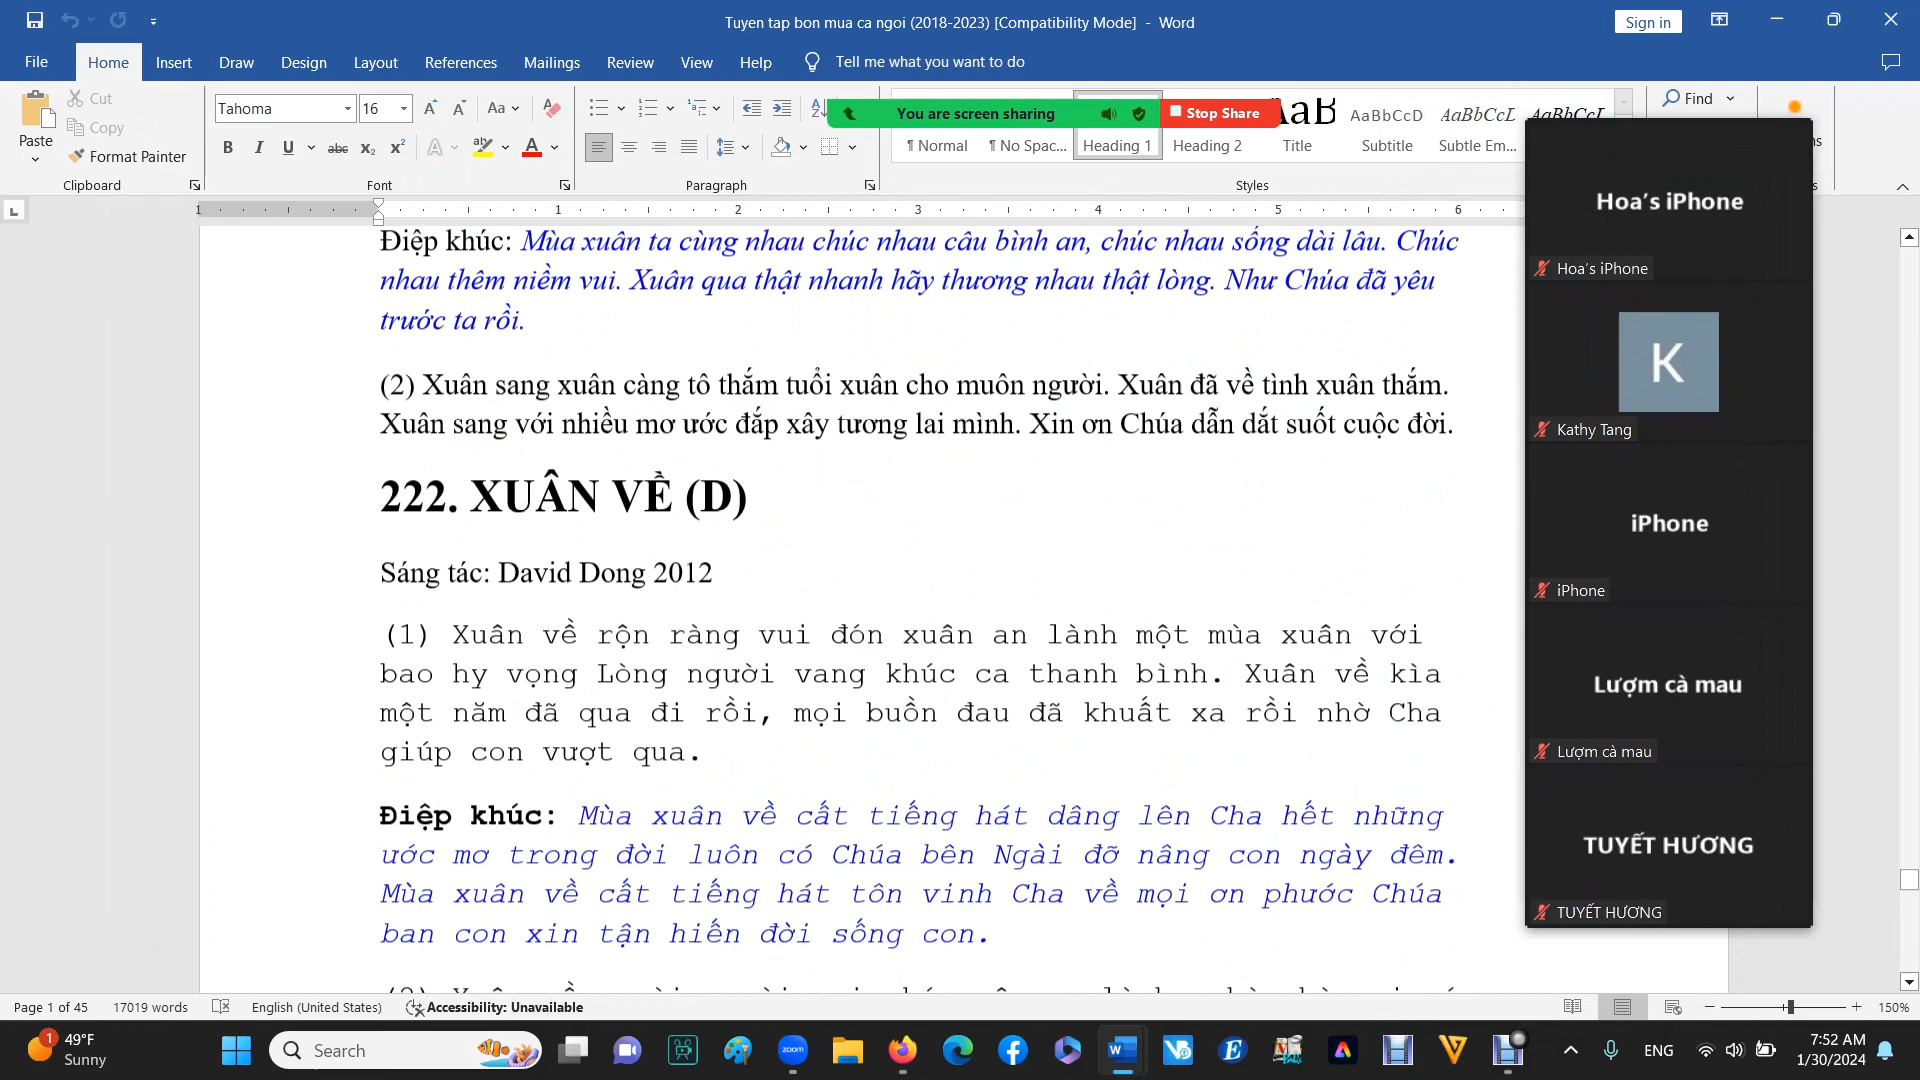 Tuyen tap bon mua ca ngoi (2018-2023) [Compatibility Mode] - Word
Sign in
File Home Insert Draw Design Layout References Mailings Review View Help Tell me what you want to do
Paste
Cut
Copy
Format Painter
Clipboard
Tahoma 16
Font
Paragraph
You are screen sharing
Stop Share
¶ Normal
¶ No Spac...
Heading 1
Heading 2
Title
AaBbCcD
Subtitle
AaBbCcL
Subtle Em...
Styles
Find
1 1 2 3 4 5 6
Điệp khúc: Mùa xuân ta cùng nhau chúc nhau câu bình an, chúc nhau sống dài lâu. Chúc
nhau thêm niềm vui. Xuân qua thật nhanh hãy thương nhau thật lòng. Như Chúa đã yêu
trước ta rồi.
(2) Xuân sang xuân càng tô thắm tuổi xuân cho muôn người. Xuân đã về tình xuân thắm.
Xuân sang với nhiều mơ ước đắp xây tương lai mình. Xin ơn Chúa dẫn dắt suốt cuộc đời.
222. XUÂN VỀ (D)
Sáng tác: David Dong 2012
(1) Xuân về rộn ràng vui đón xuân an lành một mùa xuân với
bao hy vọng Lòng người vang khúc ca thanh bình. Xuân về kìa
một năm đã qua đi rồi, mọi buồn đau đã khuất xa rồi nhờ Cha
giúp con vượt qua.
Điệp khúc: Mùa xuân về cất tiếng hát dâng lên Cha hết những
ước mơ trong đời luôn có Chúa bên Ngài đỡ nâng con ngày đêm.
Mùa xuân về cất tiếng hát tôn vinh Cha về mọi ơn phước Chúa
ban con xin tận hiến đời sống con.
Hoa's iPhone
Hoa's iPhone
K
Kathy Tang
iPhone
iPhone
Lượm cà mau
Lượm cà mau
TUYẾT HƯƠNG
TUYẾT HƯƠNG
Page 1 of 45 17019 words English (United States) Accessibility: Unavailable 150%
49°F
Sunny
Search
zoom
ENG
7:52 AM
1/30/2024